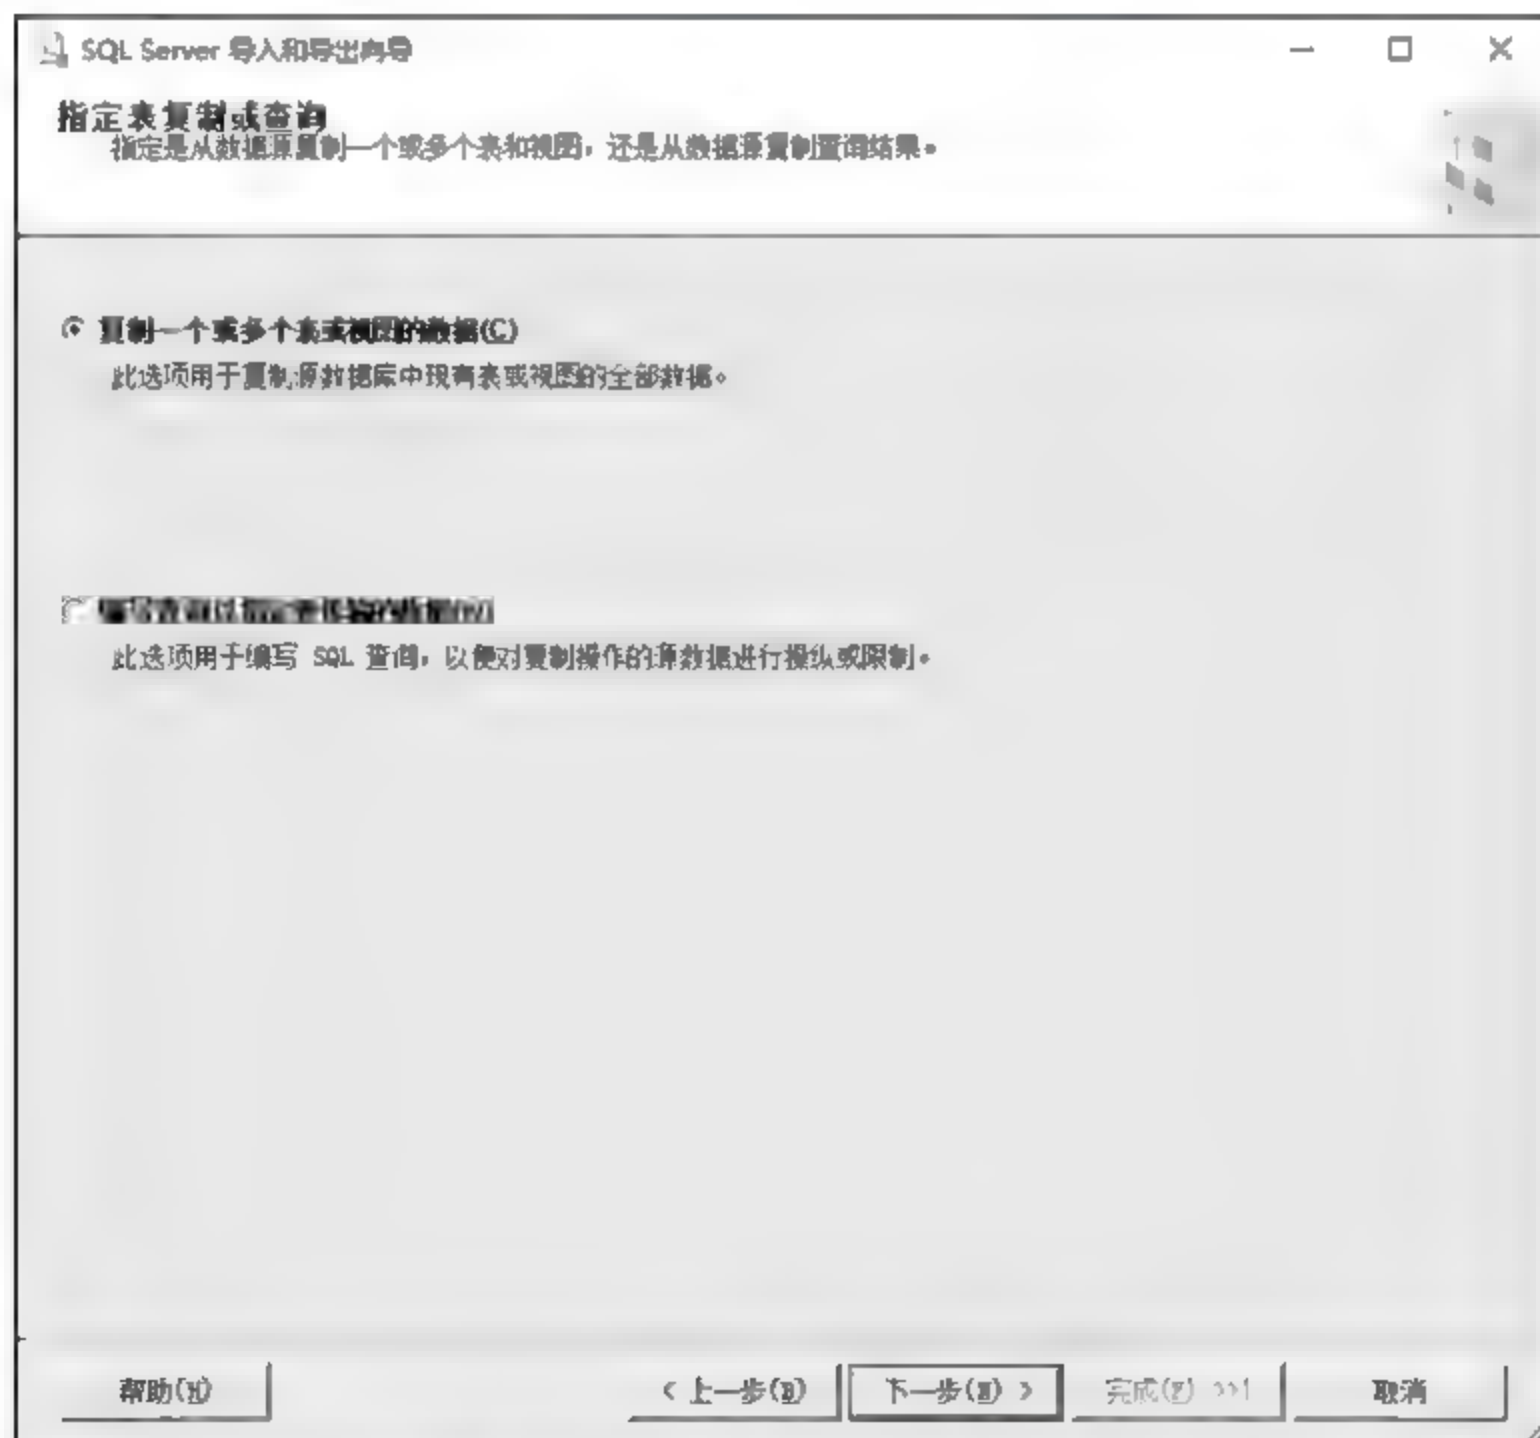 SQL Server 导入和导出向导
指定表复制或查询
指定是从数据源复制一个或多个表和视图，还是从数据源复制查询结果。
复制一个或多个表或视图的数据(C)
此选项用于复制源数据库中现有表或视图的全部数据。
此选项用于编写 SQL 查询，以便对复制操作的源数据进行操纵或限制。
帮助(H)
< 上一步(B)
下一步(N) >
完成(F) >>|
取消